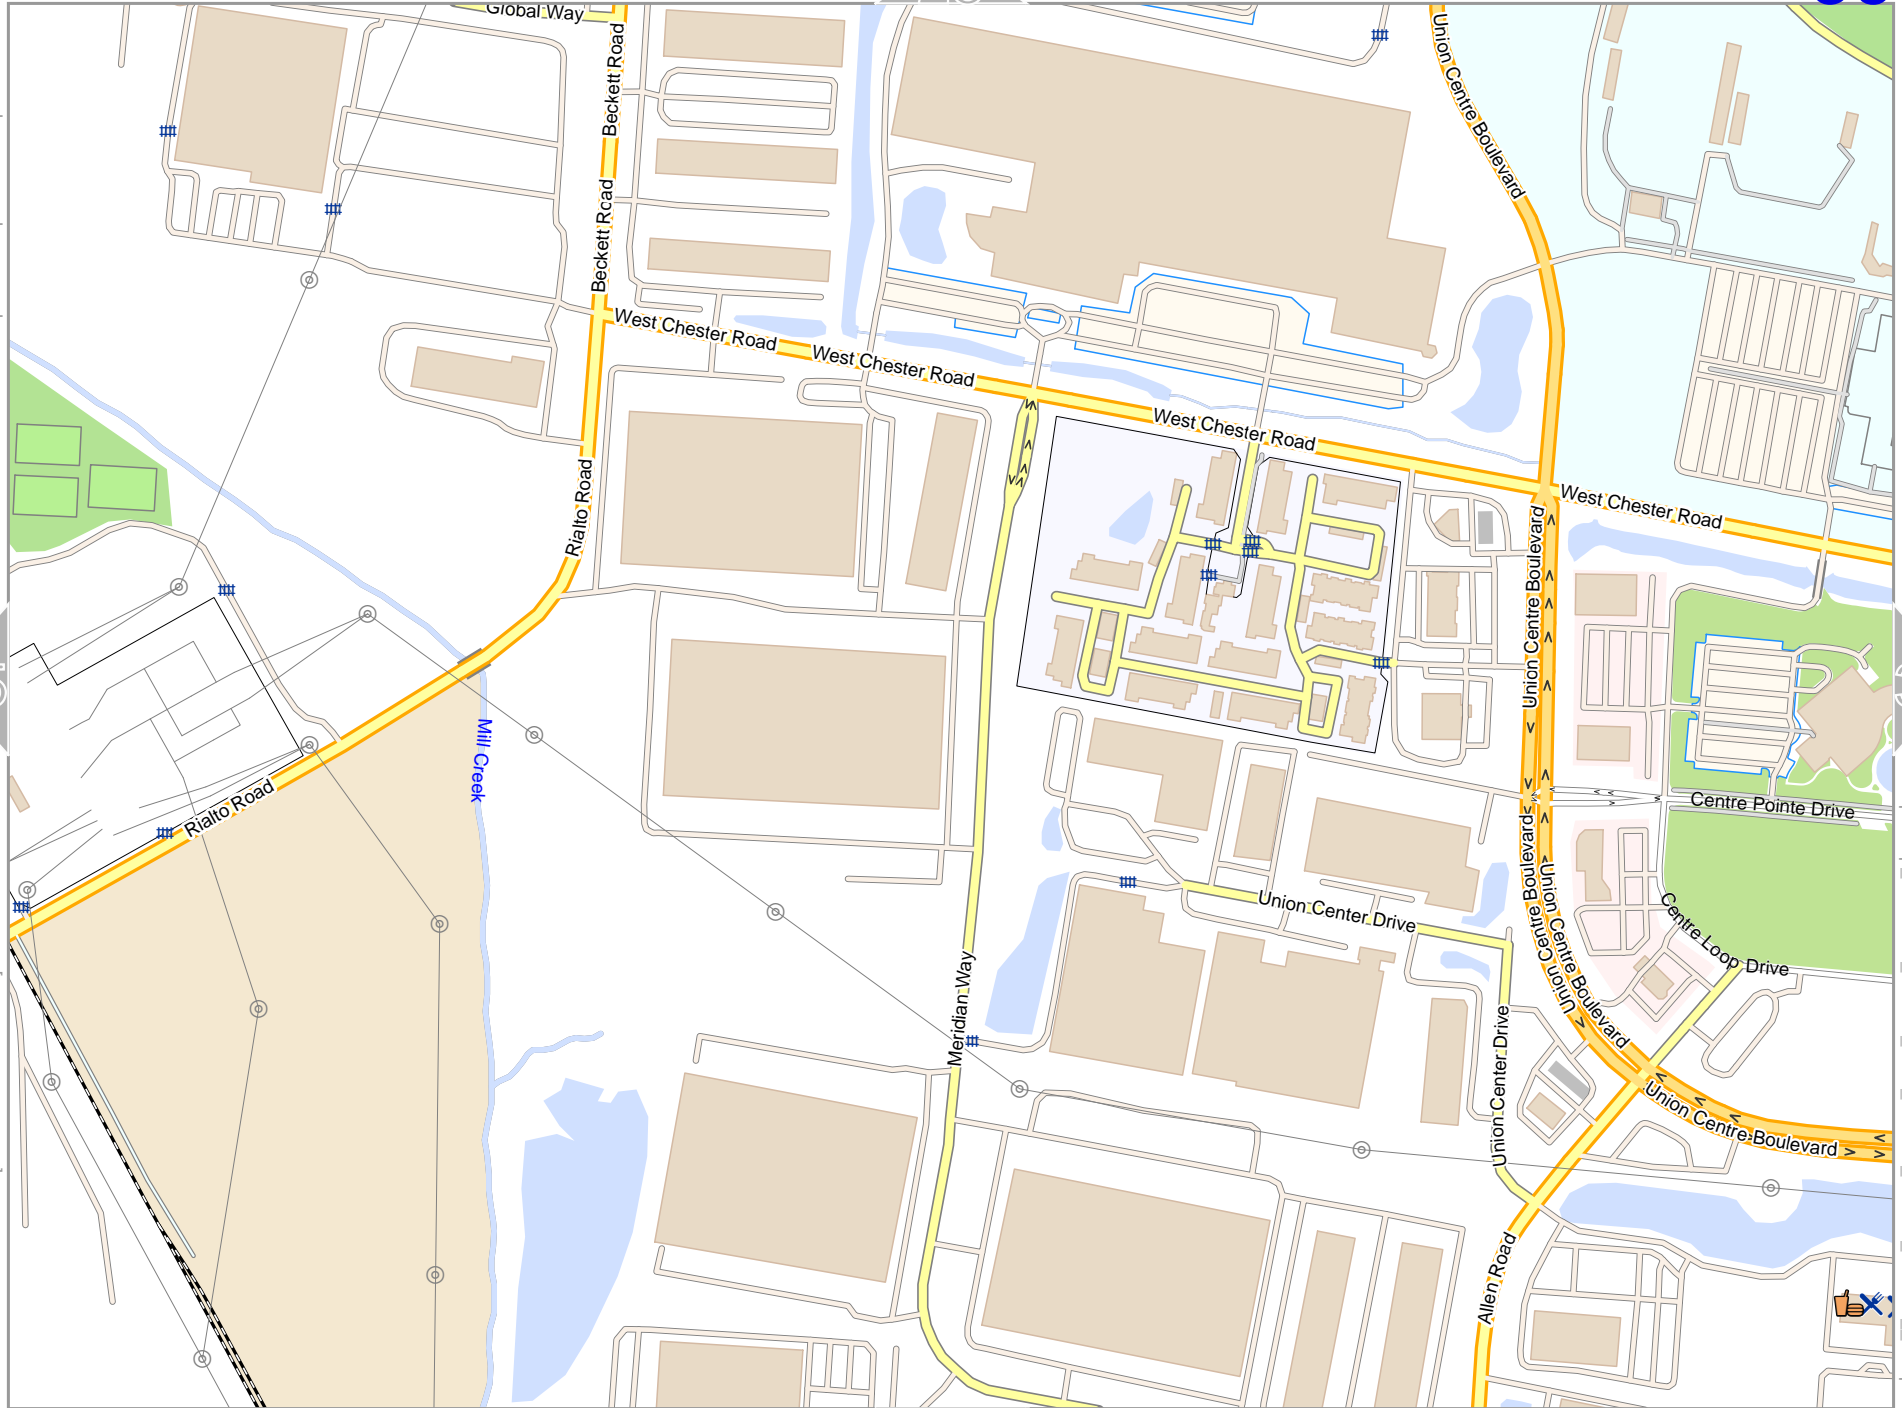 Global Way
Beckett Road
Union Centre Boulevard
Beckett Road
Beckett Road
West Chester Road
West Chester Road
West Chester Road
West Chester Road
Rialto Road
Union Centre Boulevard
Mill Creek
Rialto Road
Centre Pointe Drive
Union Centre Boulevard
Union Centre Boulevard
Union Center Drive
Centre Loop Drive
Meridian Way
Union Center Drive
Union Centre Boulevard
Allen Road